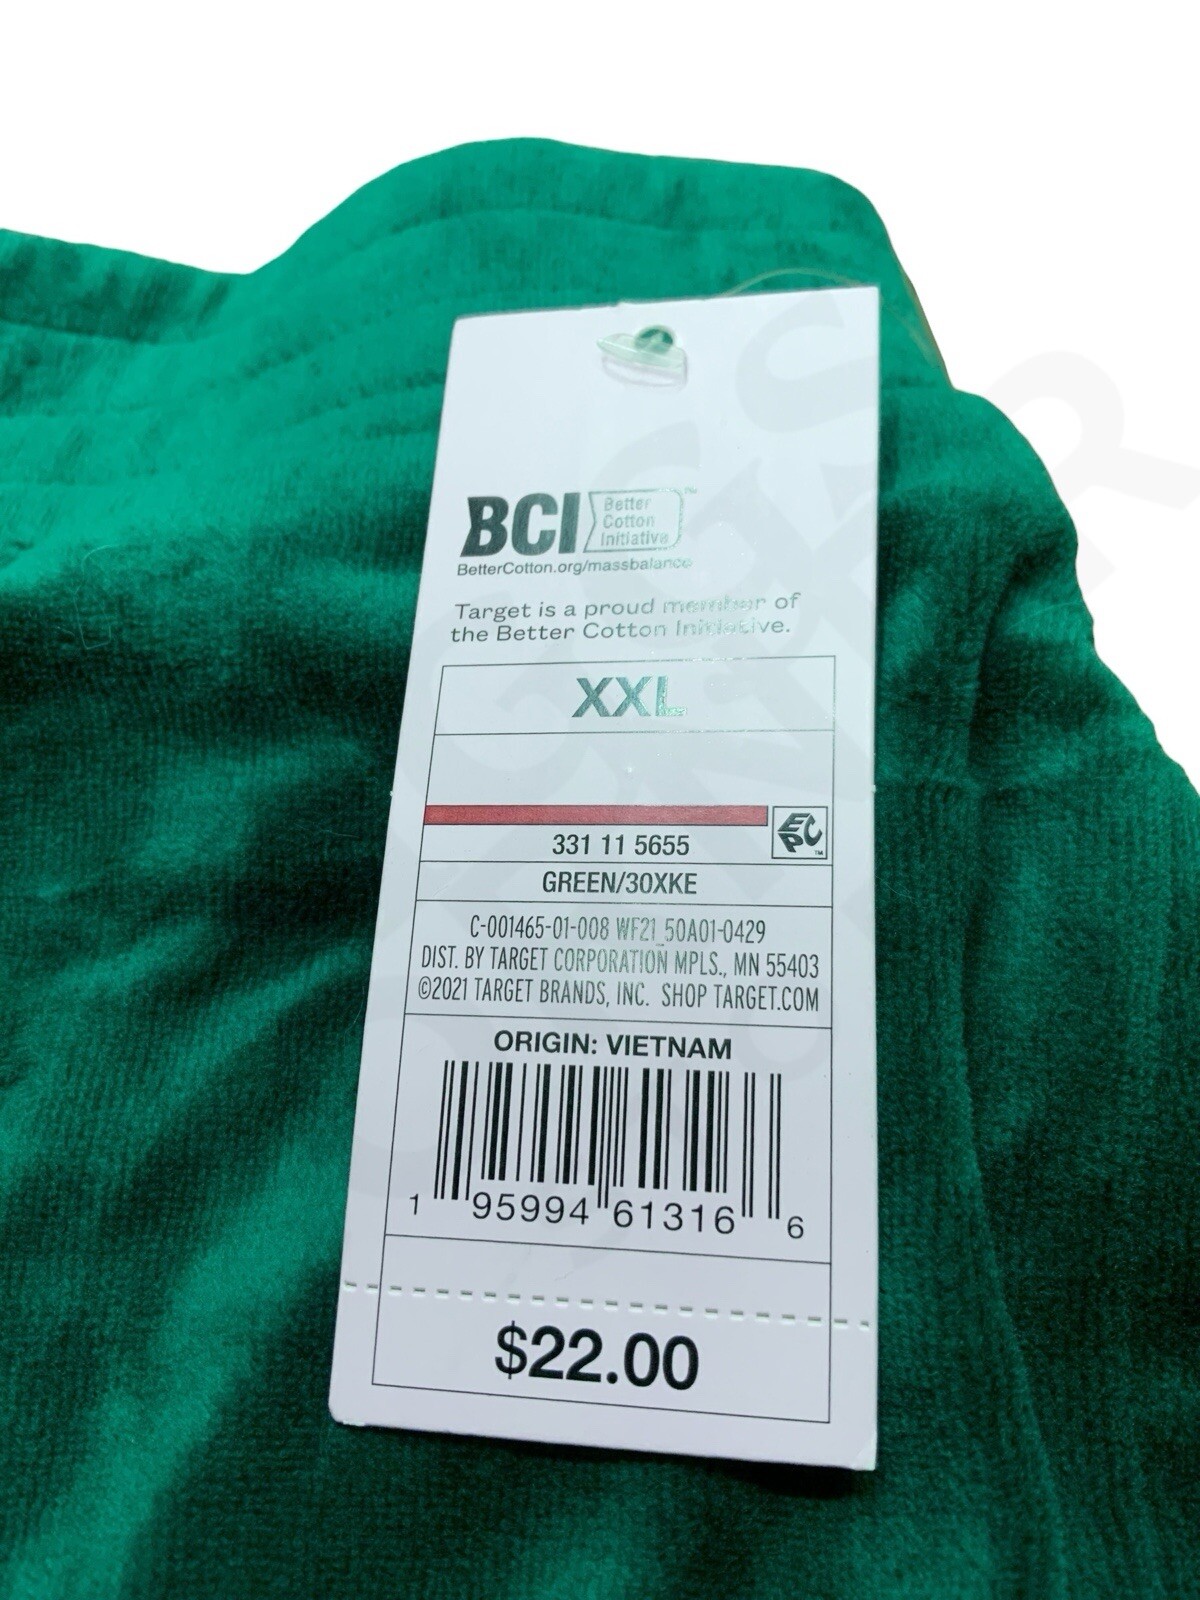 BCI Better
Cotton
Initiative™
BetterCotton.org/massbalance
Target is a proud member of
the Better Cotton Initiative.
XXL
EPC™
331 11 5655
GREEN/30XKE
C-001465-01-008 WF21_50A01-0429
DIST. BY TARGET CORPORATION MPLS., MN 55403
©2021 TARGET BRANDS, INC. SHOP TARGET.COM
ORIGIN: VIETNAM
1 95994 61316 6
$22.00